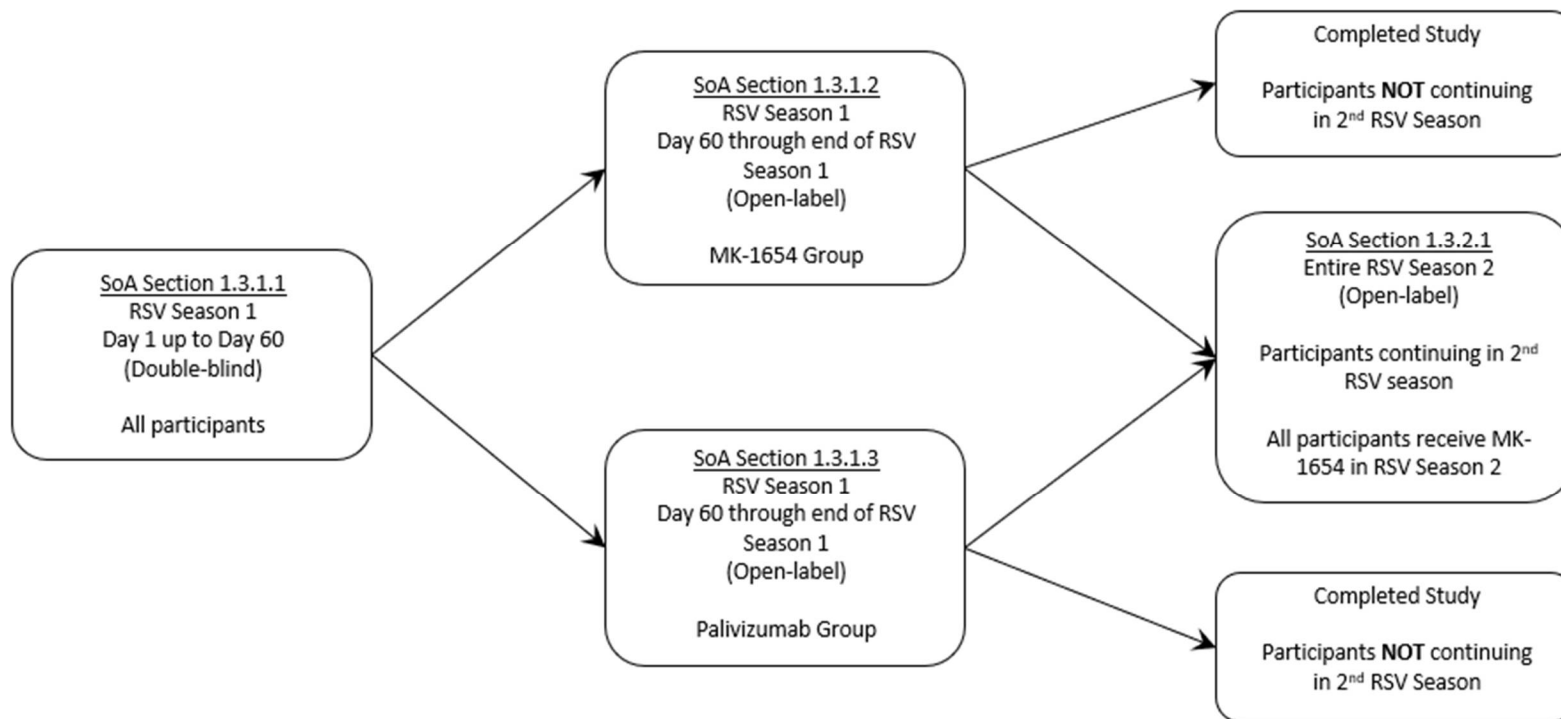 SoA Section 1.3.1.1
RSV Season 1
Day 1 up to Day 60
(Double-blind)
All participants
SoA Section 1.3.1.2
RSV Season 1
Day 60 through end of RSV
Season 1
(Open-label)
MK-1654 Group
SoA Section 1.3.1.3
RSV Season 1
Day 60 through end of RSV
Season 1
(Open-label)
Palivizumab Group
Completed Study
Participants NOT continuing
in 2nd RSV Season
SoA Section 1.3.2.1
Entire RSV Season 2
(Open-label)
Participants continuing in 2nd
RSV season
All participants receive MK-
1654 in RSV Season 2
Completed Study
Participants NOT continuing
in 2nd RSV Season